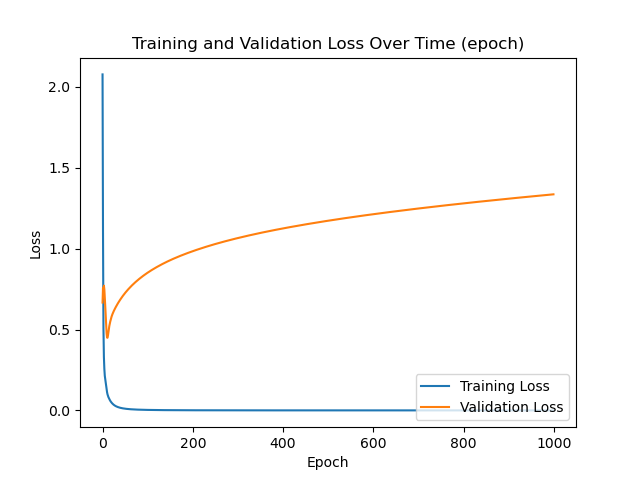 Training and Validation Loss Over Time (epoch)
Loss
2.0
1.5
1.0
0.5
0.0
Training Loss
Validation Loss
0 200 400 600 800 1000
Epoch